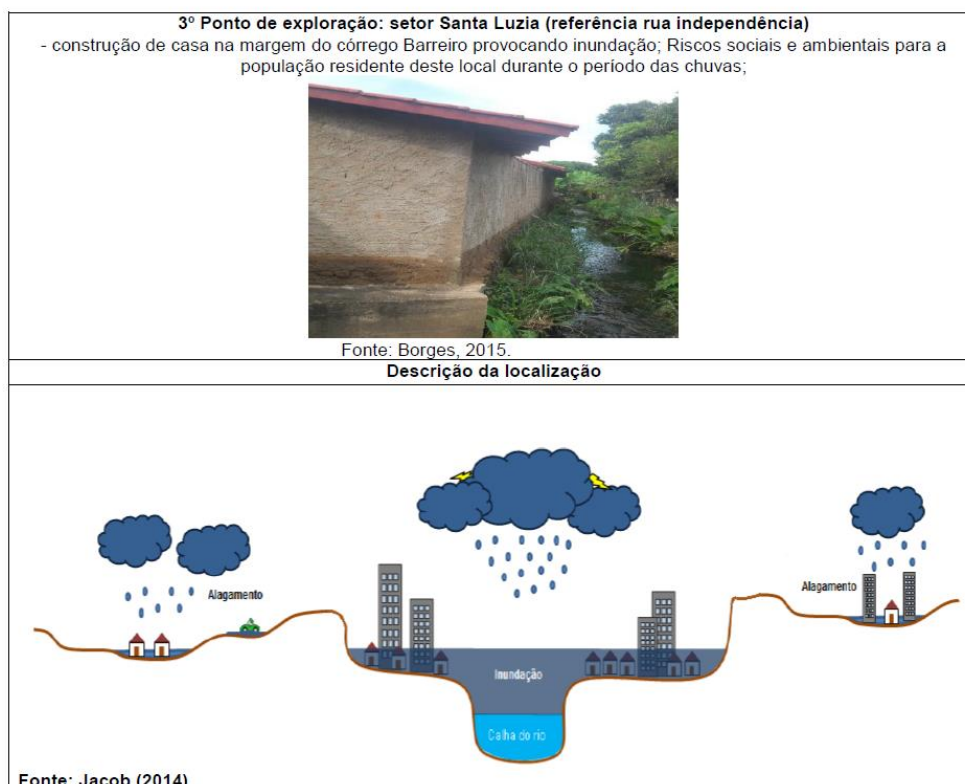 3º Ponto de exploração: setor Santa Luzia (referência rua independência)
- construção de casa na margem do córrego Barreiro provocando inundação; Riscos sociais e ambientais para a
população residente deste local durante o período das chuvas;
Fonte: Borges, 2015.
Descrição da localização
Alagamento
Alagamento
Inundação
Calha do rio
Fonte: Jacob (2014)